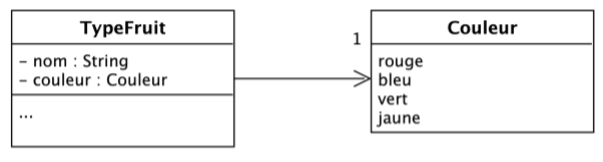 TypeFruit
- nom : String
- couleur : Couleur
...
1
Couleur
rouge
bleu
vert
jaune